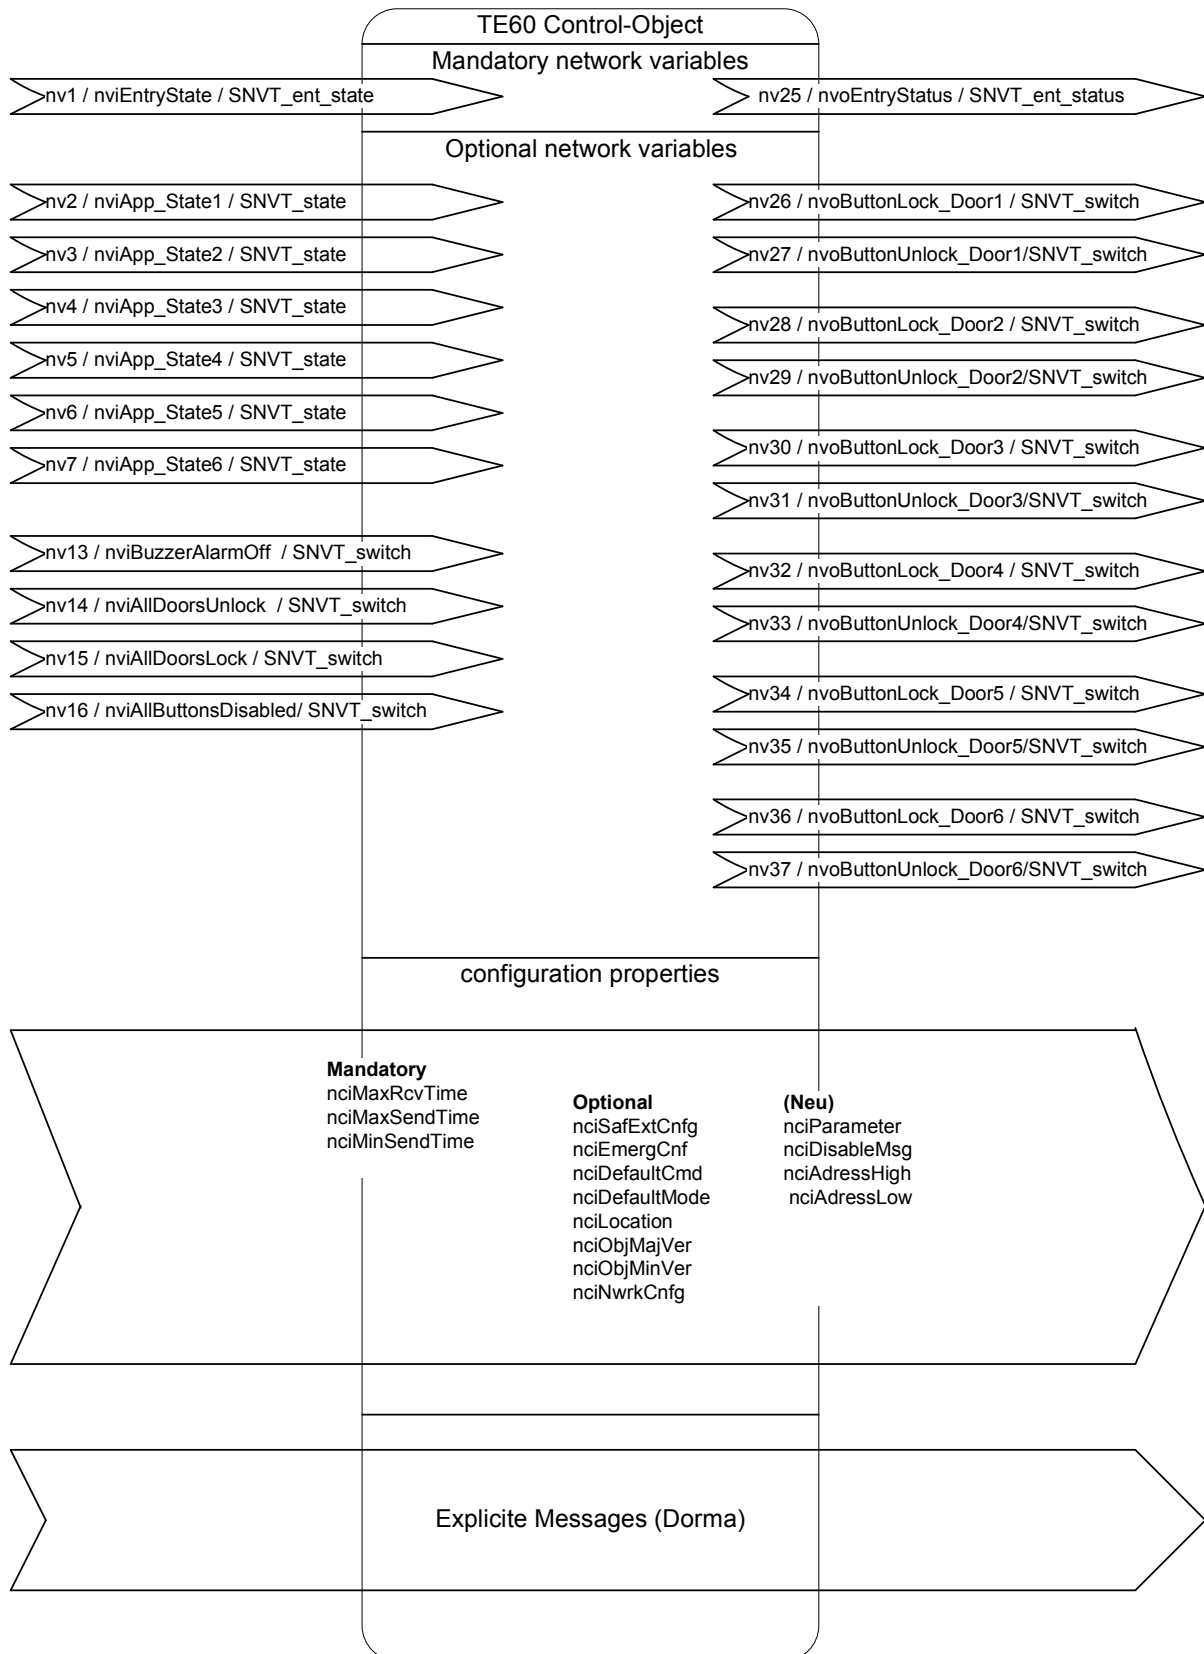 TE60 Control-Object
Mandatory network variables
nv1 / nviEntryState / SNVT_ent_state
nv25 / nvoEntryStatus / SNVT_ent_status
Optional network variables
nv2 / nviApp_State1 / SNVT_state
nv3 / nviApp_State2 / SNVT_state
nv4 / nviApp_State3 / SNVT_state
nv5 / nviApp_State4 / SNVT_state
nv6 / nviApp_State5 / SNVT_state
nv7 / nviApp_State6 / SNVT_state
nv13 / nviBuzzerAlarmOff / SNVT_switch
nv14 / nviAllDoorsUnlock / SNVT_switch
nv15 / nviAllDoorsLock / SNVT_switch
nv16 / nviAllButtonsDisabled/ SNVT_switch
nv26 / nvoButtonLock_Door1 / SNVT_switch
nv27 / nvoButtonUnlock_Door1/SNVT_switch
nv28 / nvoButtonLock_Door2 / SNVT_switch
nv29 / nvoButtonUnlock_Door2/SNVT_switch
nv30 / nvoButtonLock_Door3 / SNVT_switch
nv31 / nvoButtonUnlock_Door3/SNVT_switch
nv32 / nvoButtonLock_Door4 / SNVT_switch
nv33 / nvoButtonUnlock_Door4/SNVT_switch
nv34 / nvoButtonLock_Door5 / SNVT_switch
nv35 / nvoButtonUnlock_Door5/SNVT_switch
nv36 / nvoButtonLock_Door6 / SNVT_switch
nv37 / nvoButtonUnlock_Door6/SNVT_switch
configuration properties
Mandatory
nciMaxRcvTime
nciMaxSendTime
nciMinSendTime
Optional
nciSafExtCnfg
nciEmergCnf
nciDefaultCmd
nciDefaultMode
nciLocation
nciObjMajVer
nciObjMinVer
nciNwrkCnfg
(Neu)
nciParameter
nciDisableMsg
nciAdressHigh
nciAdressLow
Explicite Messages (Dorma)